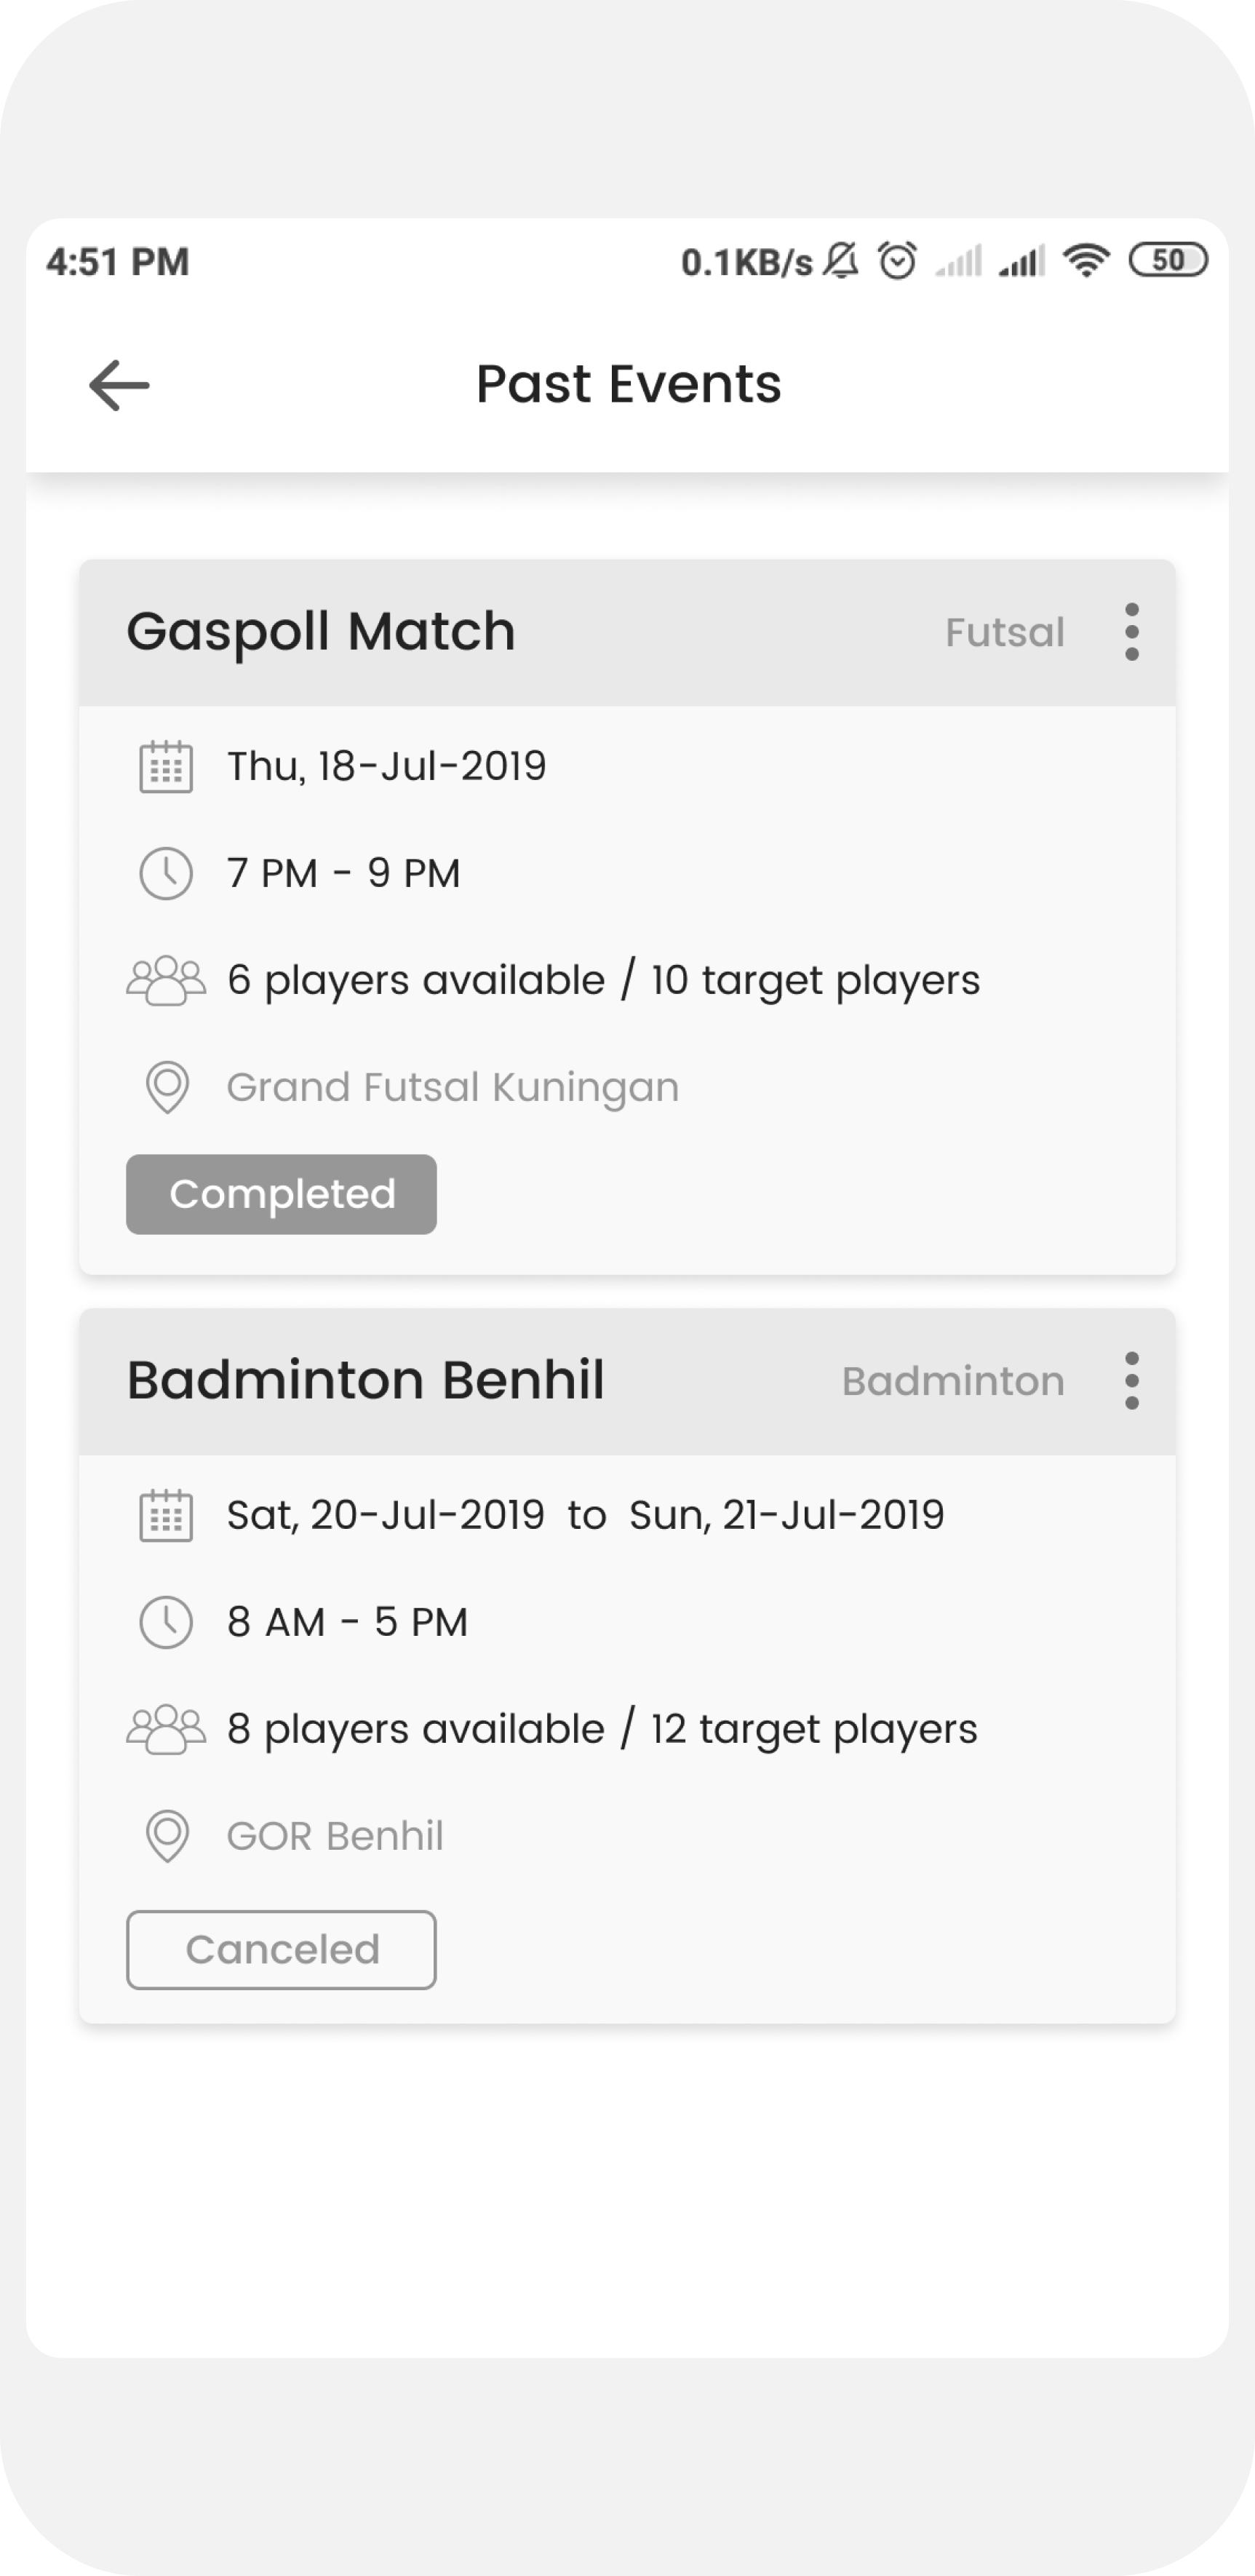 4:51 PM 0.1KB/s 50
Past Events
Gaspoll Match Futsal
Thu, 18-Jul-2019
7 PM - 9 PM
6 players available / 10 target players
Grand Futsal Kuningan
Completed
Badminton Benhil Badminton
Sat, 20-Jul-2019 to Sun, 21-Jul-2019
8 AM - 5 PM
8 players available / 12 target players
GOR Benhil
Canceled